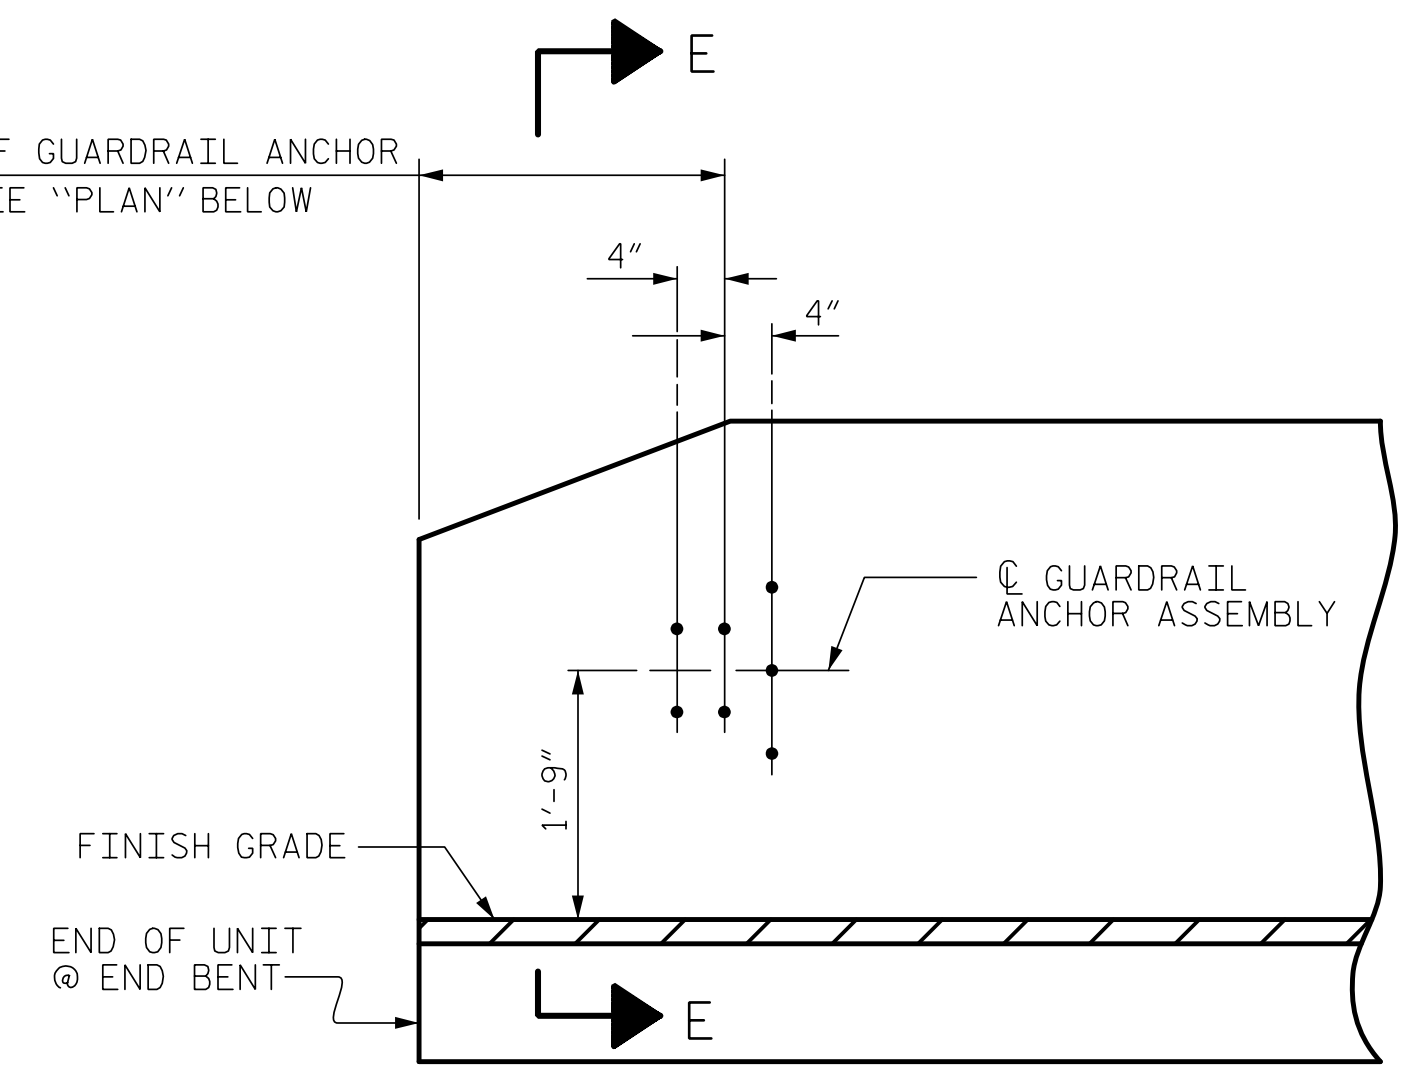 E
GUARDRAIL ANCHOR
"PLAN" BELOW
4"
4"
℄ GUARDRAIL
ANCHOR ASSEMBLY
1'-9"
FINISH GRADE
END OF UNIT
@ END BENT
E